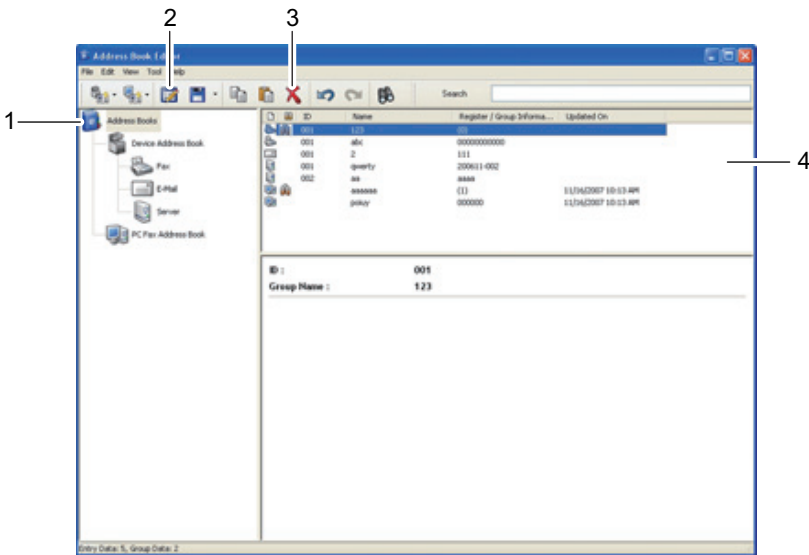 2 3
1
4
Address Book Editor
File Edit View Tool Help
Search
Address Books
Device Address Book
Fax
E-Mail
Server
PC Fax Address Book
ID Name Register / Group Informa... Updated On
001 123 (0)
001 abc 00000000000
001 2 111
001 qwerty 200611-002
002 aa aaaa
aaaaaa (1) 11/16/2007 10:13 AM
poiuy 000000 11/16/2007 10:13 AM
ID : 001
Group Name : 123
Entry Data: 5, Group Data: 2